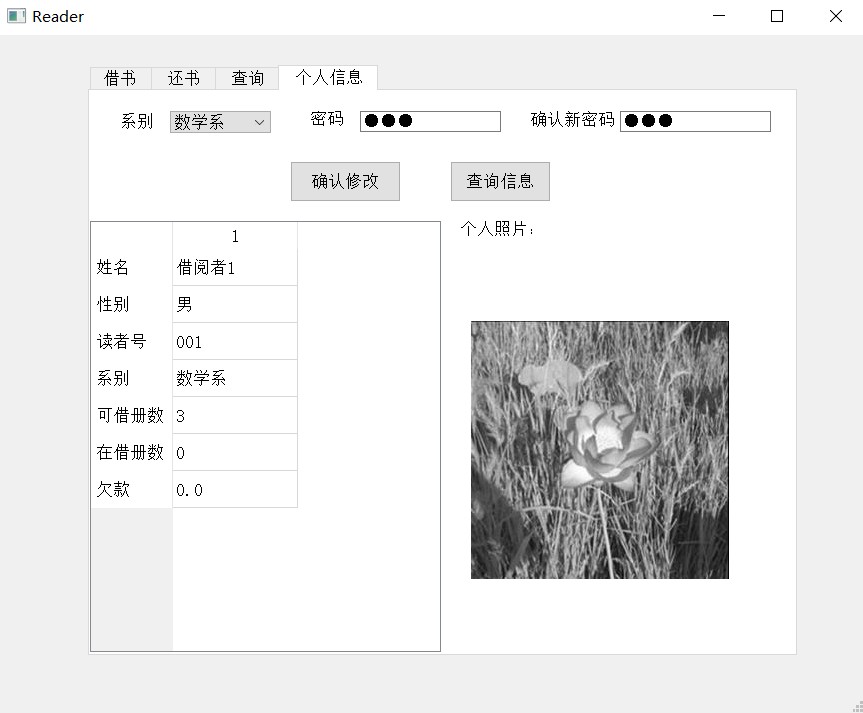 Reader
借书 还书 查询 个人信息
系别 数学系 密码 ●●● 确认新密码 ●●●
确认修改 查询信息
个人照片：
1
姓名 借阅者1
性别 男
读者号 001
系别 数学系
可借册数 3
在借册数 0
欠款 0.0